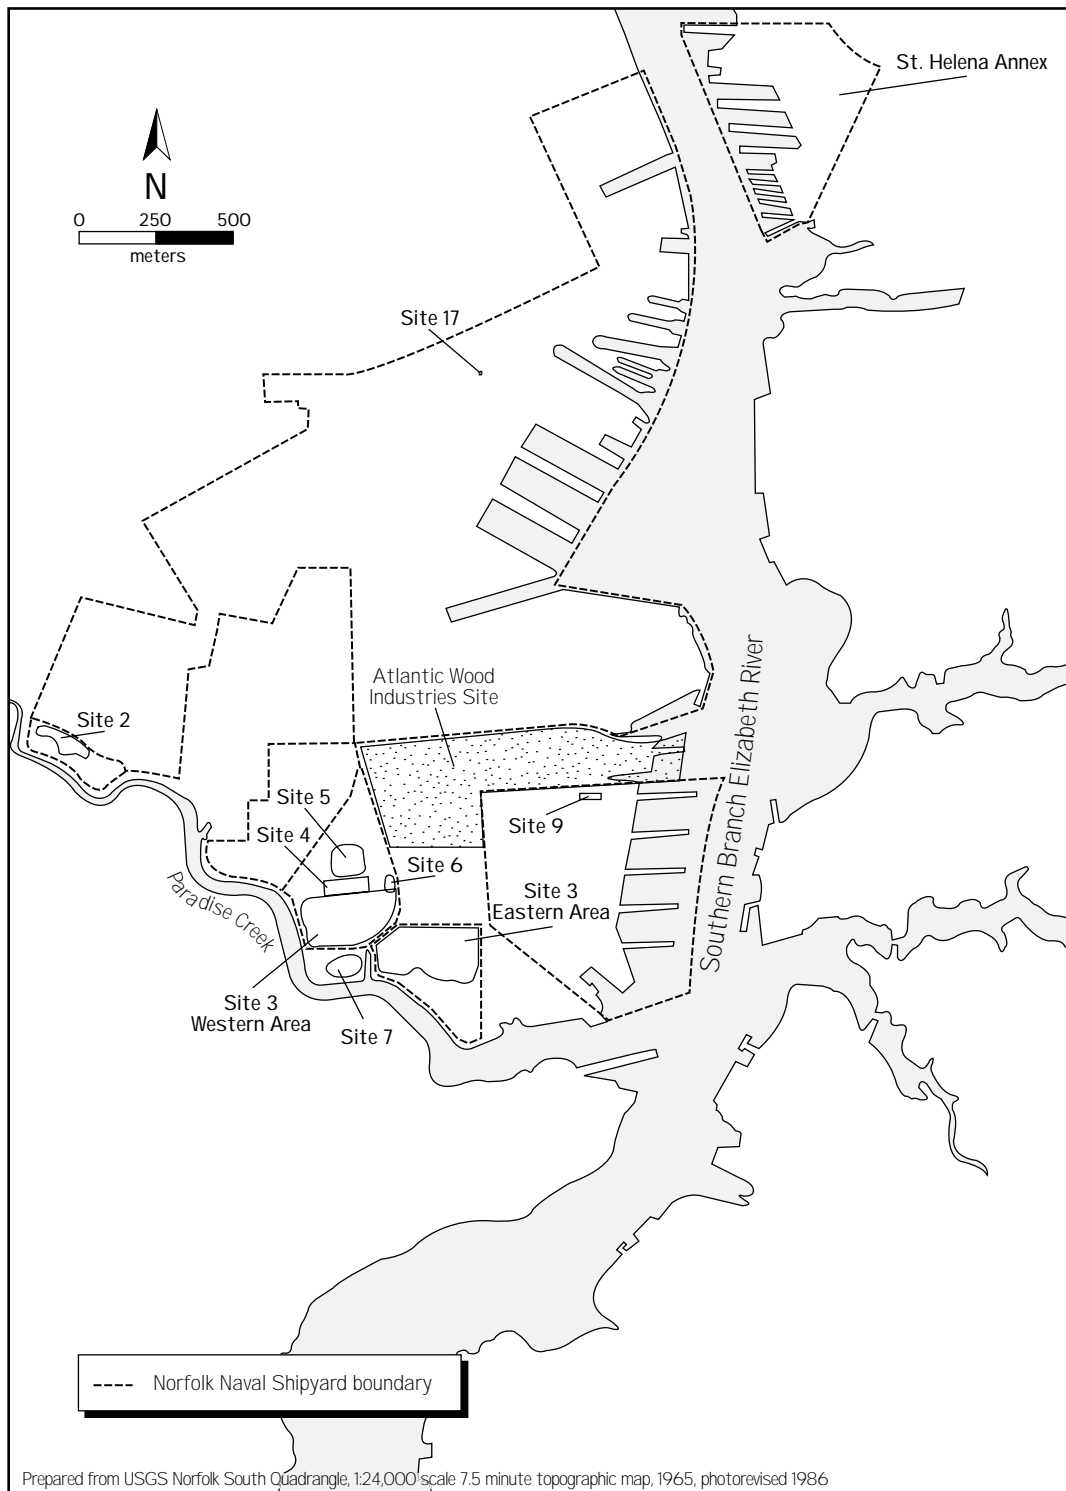 St. Helena Annex
N
0 250 500
meters
Site 17
Atlantic Wood
Industries Site
Site 2
Southern Branch Elizabeth River
Site 5
Site 9
Site 4
Site 6
Site 3
Eastern Area
Paradise Creek
Site 3
Western Area
Site 7
Norfolk Naval Shipyard boundary
Prepared from USGS Norfolk South Quadrangle, 1:24,000 scale 7.5 minute topographic map, 1965, photorevised 1986